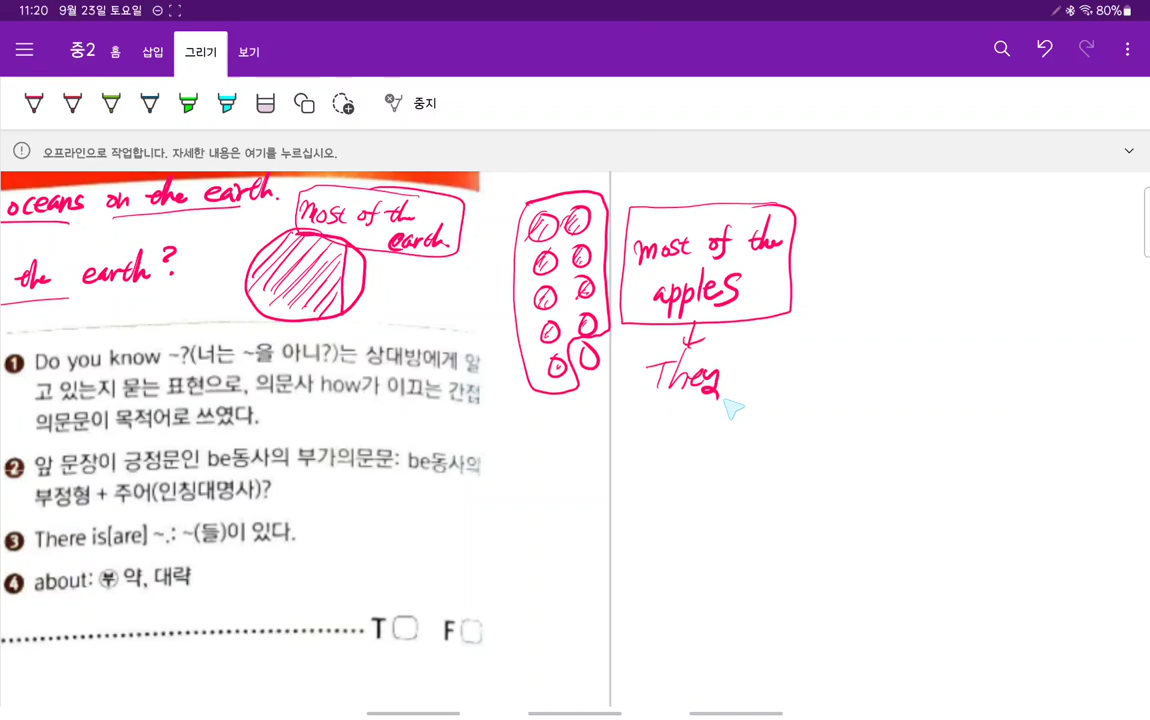 11:20 9월 23일 토요일 80%
중2 홈 삽입 그리기 보기
중지
오프라인으로 작업합니다. 자세한 내용은 여기를 누르십시오.
oceans on the earth.
the earth?
Most of the
earth
most of the
apples
They
❶ Do you know ~?(너는 ~을 아니?)는 상대방에게 알
고 있는지 묻는 표현으로, 의문사 how가 이끄는 간접
의문문이 목적어로 쓰였다.
❷ 앞 문장이 긍정문인 be동사의 부가의문문: be동사의
부정형 + 주어(인칭대명사)?
❸ There is[are] ~.: ~(들)이 있다.
❹ about: ㉾ 약, 대략
T F